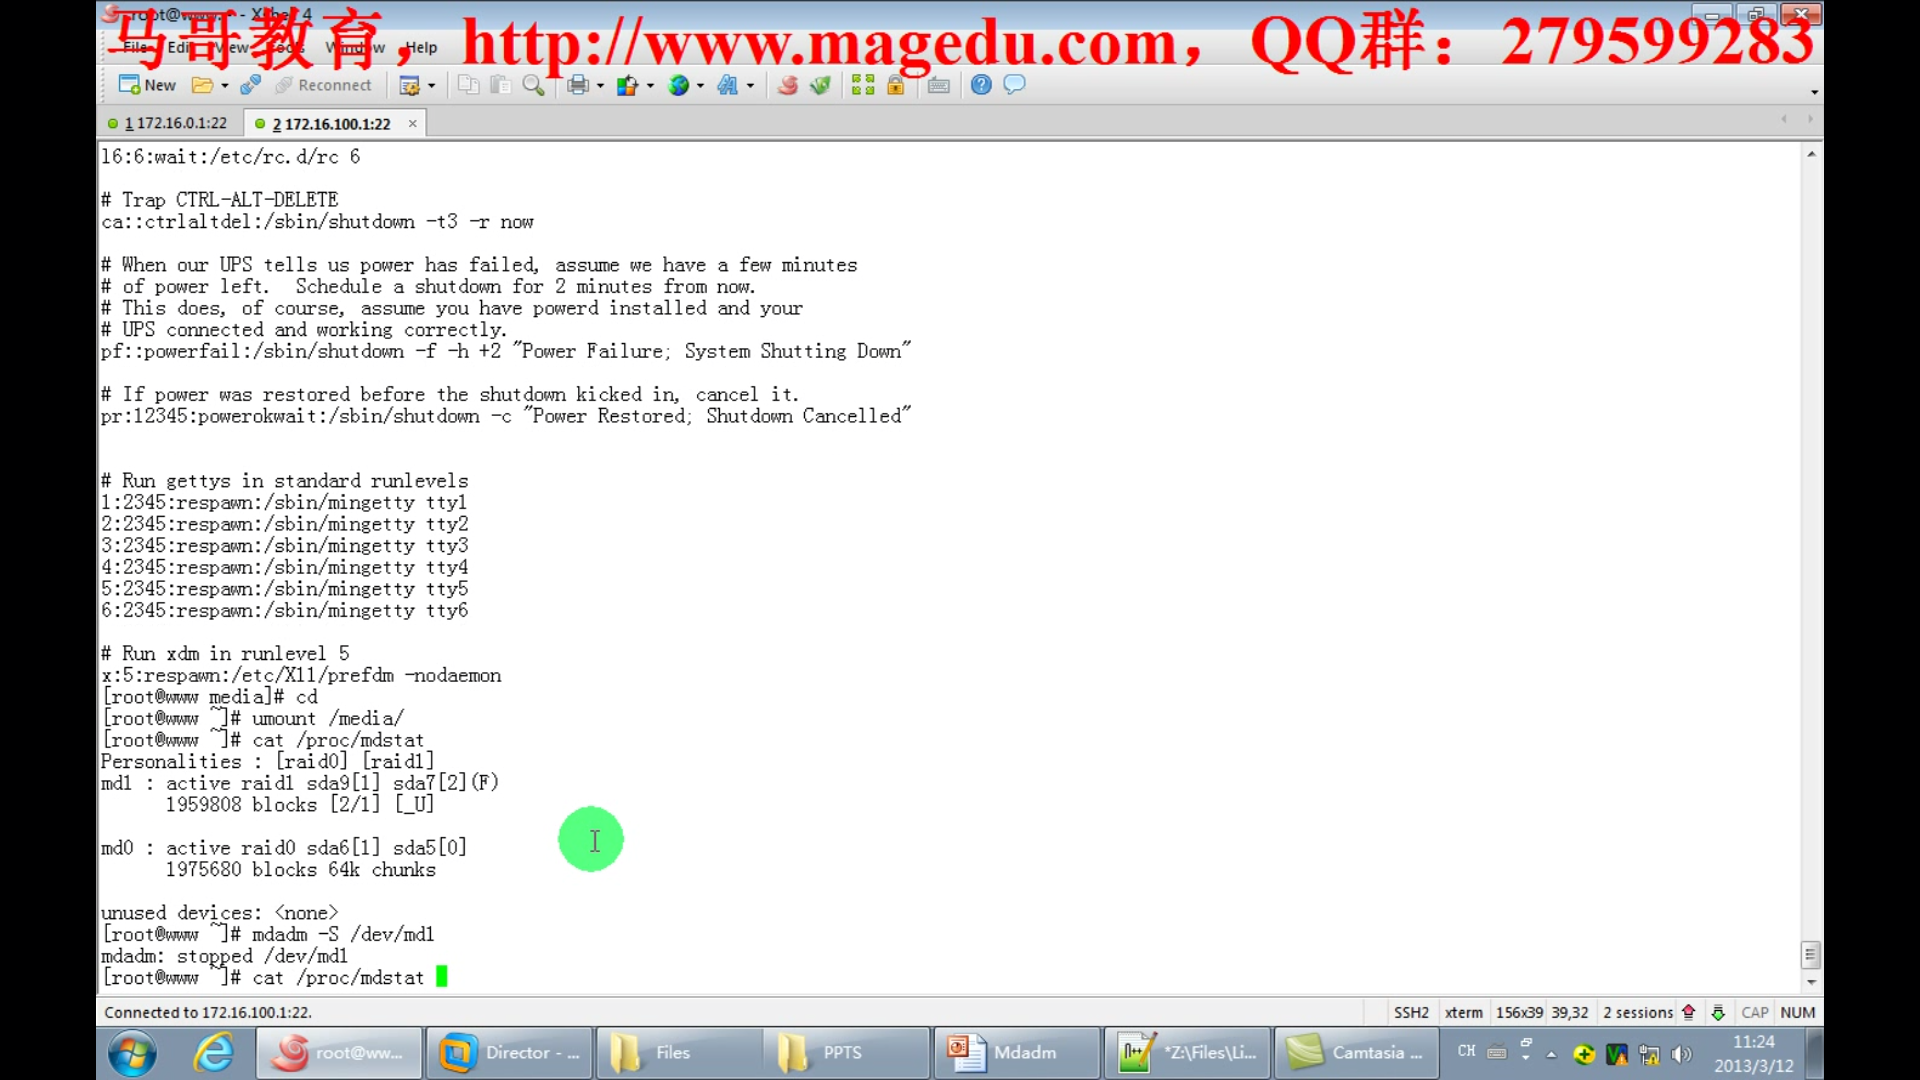 root@www:~ - Xshell 4
马哥教育，http://www.magedu.com，QQ群：279599283
File Edit View Tools Window Help
New Reconnect
1 172.16.0.1:22 2 172.16.100.1:22
l6:6:wait:/etc/rc.d/rc 6
# Trap CTRL-ALT-DELETE
ca::ctrlaltdel:/sbin/shutdown -t3 -r now
# When our UPS tells us power has failed, assume we have a few minutes
# of power left.  Schedule a shutdown for 2 minutes from now.
# This does, of course, assume you have powerd installed and your
# UPS connected and working correctly.
pf::powerfail:/sbin/shutdown -f -h +2 "Power Failure; System Shutting Down"
# If power was restored before the shutdown kicked in, cancel it.
pr:12345:powerokwait:/sbin/shutdown -c "Power Restored; Shutdown Cancelled"
# Run gettys in standard runlevels
1:2345:respawn:/sbin/mingetty tty1
2:2345:respawn:/sbin/mingetty tty2
3:2345:respawn:/sbin/mingetty tty3
4:2345:respawn:/sbin/mingetty tty4
5:2345:respawn:/sbin/mingetty tty5
6:2345:respawn:/sbin/mingetty tty6
# Run xdm in runlevel 5
x:5:respawn:/etc/X11/prefdm -nodaemon
[root@www media]# cd
[root@www ~]# umount /media/
[root@www ~]# cat /proc/mdstat
Personalities : [raid0] [raid1]
md1 : active raid1 sda9[1] sda7[2](F)
1959808 blocks [2/1] [_U]
md0 : active raid0 sda6[1] sda5[0]
1975680 blocks 64k chunks
unused devices: <none>
[root@www ~]# mdadm -S /dev/md1
mdadm: stopped /dev/md1
[root@www ~]# cat /proc/mdstat
Connected to 172.16.100.1:22. SSH2 xterm 156x39 39,32 2 sessions CAP NUM
root@ww... Director - ... Files PPTS Mdadm *Z:\Files\Li... Camtasia ... CH 11:24
2013/3/12